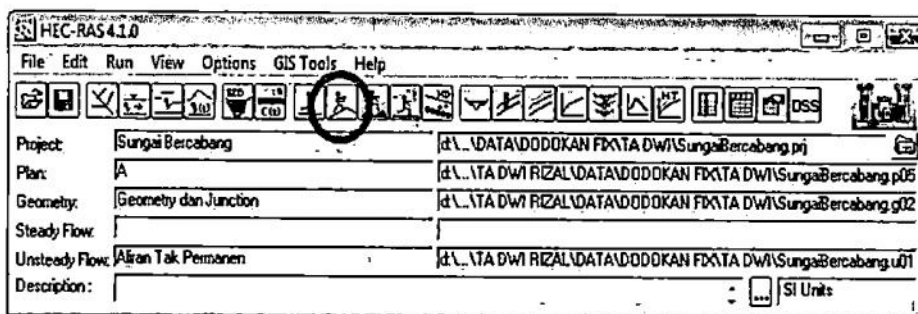 HEC-RAS 4.1.0
File Edit Run View Options GIS Tools Help
DSS
Project: Sungai Bercabang d:\...\DATA\DODOKAN FIX\TA DWI\SungaiBercabang.prj
Plan: A d:\...\TA DWI RIZAL\DATA\DODOKAN FIX\TA DWI\SungaiBercabang.p05
Geometry: Geometry dan Junction d:\...\TA DWI RIZAL\DATA\DODOKAN FIX\TA DWI\SungaiBercabang.g02
Steady Flow:
Unsteady Flow: Aliran Tak Permanen d:\...\TA DWI RIZAL\DATA\DODOKAN FIX\TA DWI\SungaiBercabang.u01
Description : ... SI Units